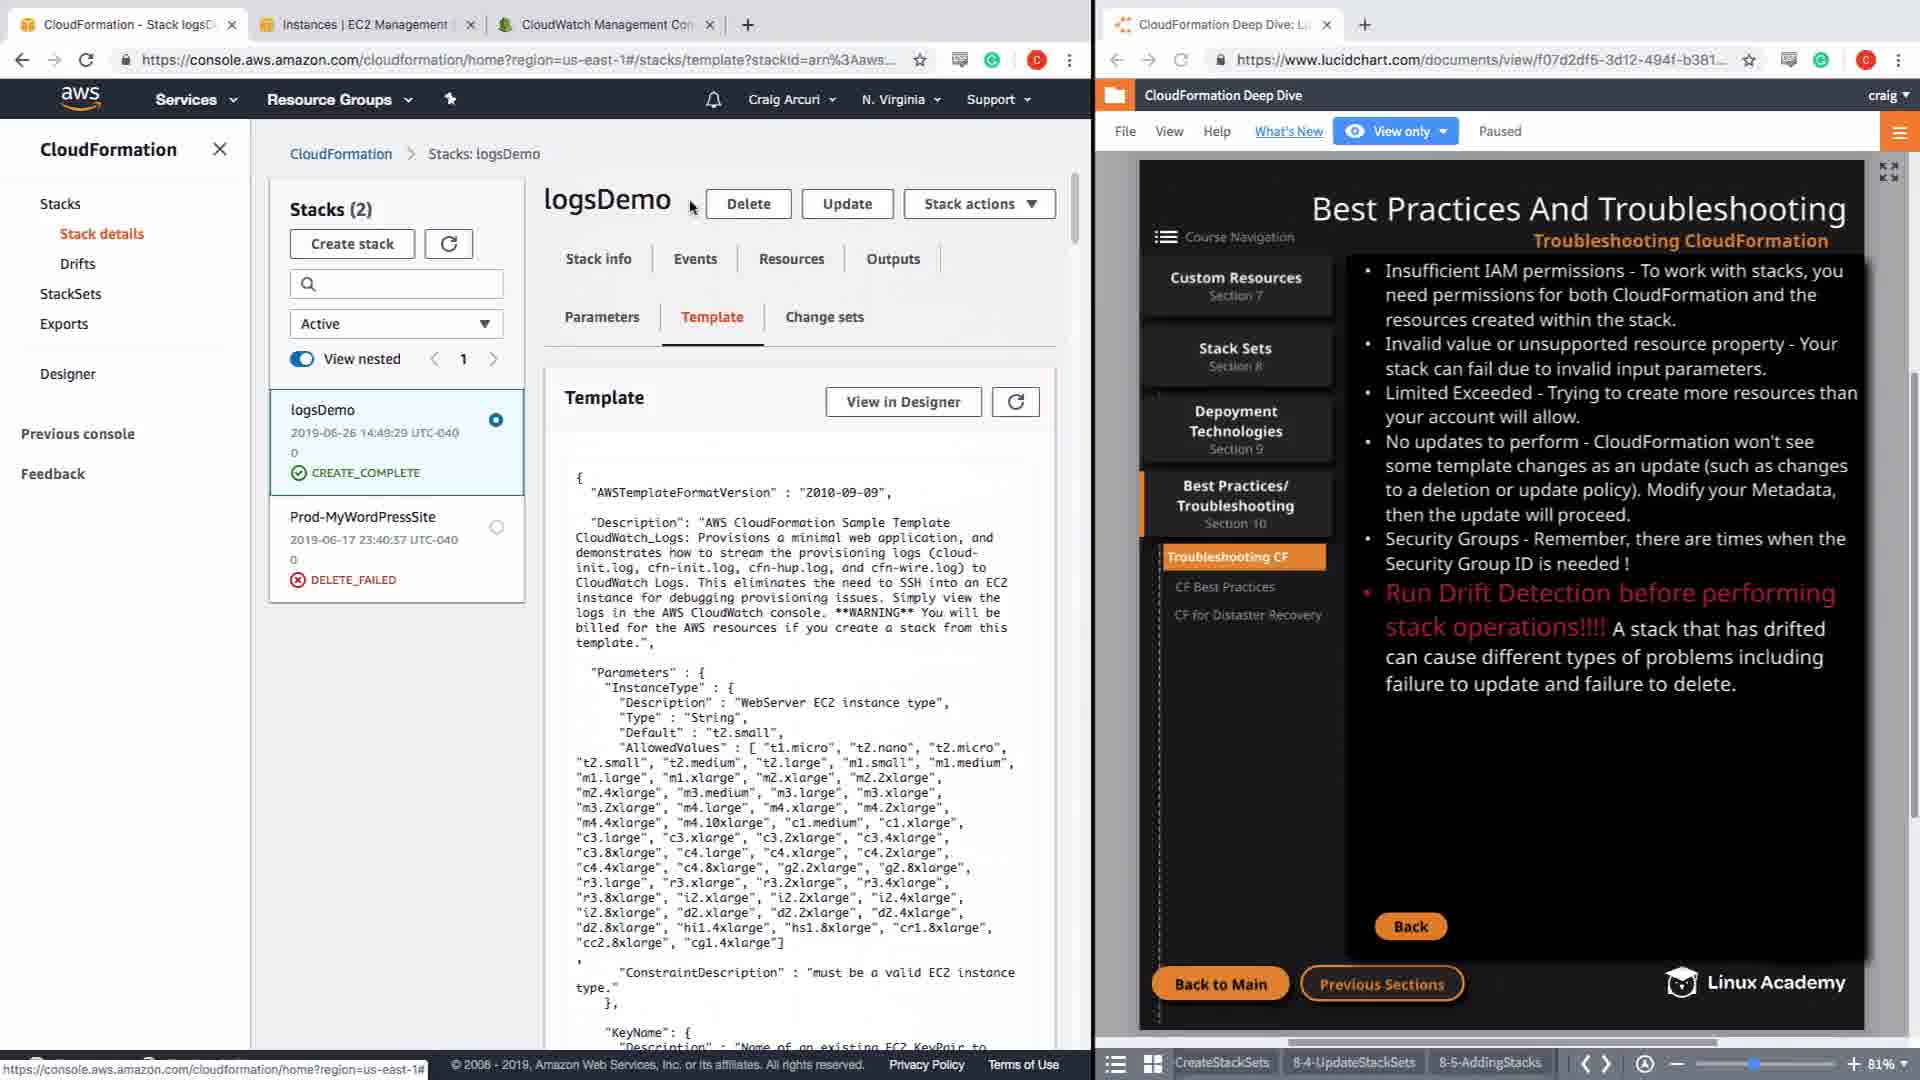 CloudFormation - Stack logsD
Instances | EC2 Management
CloudWatch Management Con
https://console.aws.amazon.com/cloudformation/home?region=us-east-1#/stacks/template?stackId=arn%3Aaws...
aws
Services
Resource Groups
Craig Arcuri
N. Virginia
Support
CloudFormation
Stacks
Stack details
Drifts
StackSets
Exports
Designer
Previous console
Feedback
CloudFormation > Stacks: logsDemo
Stacks (2)
Create stack
Active
View nested
1
logsDemo
2019-06-26 14:49:29 UTC-040
0
CREATE_COMPLETE
Prod-MyWordPressSite
2019-06-17 23:40:37 UTC-040
0
DELETE_FAILED
logsDemo
Delete
Update
Stack actions
Stack info
Events
Resources
Outputs
Parameters
Template
Change sets
Template
View in Designer
{
"AWSTemplateFormatVersion" : "2010-09-09",
"Description": "AWS CloudFormation Sample Template
CloudWatch_Logs: Provisions a minimal web application, and
demonstrates how to stream the provisioning logs (cloud-
init.log, cfn-init.log, cfn-hup.log, and cfn-wire.log) to
CloudWatch Logs. This eliminates the need to SSH into an EC2
instance for debugging provisioning issues. Simply view the
logs in the AWS CloudWatch console. **WARNING** You will be
billed for the AWS resources if you create a stack from this
template.",
"Parameters" : {
"InstanceType" : {
"Description" : "WebServer EC2 instance type",
"Type" : "String",
"Default" : "t2.small",
"AllowedValues" : [ "t1.micro", "t2.nano", "t2.micro",
"t2.small", "t2.medium", "t2.large", "m1.small", "m1.medium",
"m1.large", "m1.xlarge", "m2.xlarge", "m2.2xlarge",
"m2.4xlarge", "m3.medium", "m3.large", "m3.xlarge",
"m3.2xlarge", "m4.large", "m4.xlarge", "m4.2xlarge",
"m4.4xlarge", "m4.10xlarge", "c1.medium", "c1.xlarge",
"c3.large", "c3.xlarge", "c3.2xlarge", "c3.4xlarge",
"c3.8xlarge", "c4.large", "c4.xlarge", "c4.2xlarge",
"c4.4xlarge", "c4.8xlarge", "g2.2xlarge", "g2.8xlarge",
"r3.large", "r3.xlarge", "r3.2xlarge", "r3.4xlarge",
"r3.8xlarge", "i2.xlarge", "i2.2xlarge", "i2.4xlarge",
"i2.8xlarge", "d2.xlarge", "d2.2xlarge", "d2.4xlarge",
"d2.8xlarge", "hi1.4xlarge", "hs1.8xlarge", "cr1.8xlarge",
"cc2.8xlarge", "cg1.4xlarge"]
,
"ConstraintDescription" : "must be a valid EC2 instance
type."
},
"KeyName": {
"Description" : "Name of an existing EC2 KeyPair to
https://console.aws.amazon.com/cloudformation/home?region=us-east-1#
© 2008 - 2019, Amazon Web Services, Inc. or its affiliates. All rights reserved.
Privacy Policy
Terms of Use
CloudFormation Deep Dive: Lu
https://www.lucidchart.com/documents/view/f07d2df5-3d12-494f-b381...
CloudFormation Deep Dive
craig
File
View
Help
What's New
View only
Paused
Best Practices And Troubleshooting
Course Navigation
Troubleshooting CloudFormation
Custom Resources
Section 7
Stack Sets
Section 8
Depoyment
Technologies
Section 9
Best Practices/
Troubleshooting
Section 10
Troubleshooting CF
CF Best Practices
CF for Distaster Recovery
• Insufficient IAM permissions - To work with stacks, you
need permissions for both CloudFormation and the
resources created within the stack.
• Invalid value or unsupported resource property - Your
stack can fail due to invalid input parameters.
• Limited Exceeded - Trying to create more resources than
your account will allow.
• No updates to perform - CloudFormation won't see
some template changes as an update (such as changes
to a deletion or update policy). Modify your Metadata,
then the update will proceed.
• Security Groups - Remember, there are times when the
Security Group ID is needed !
• Run Drift Detection before performing
stack operations!!!! A stack that has drifted
can cause different types of problems including
failure to update and failure to delete.
Back
Back to Main
Previous Sections
Linux Academy
CreateStackSets
8-4-UpdateStackSets
8-5-AddingStacks
81%